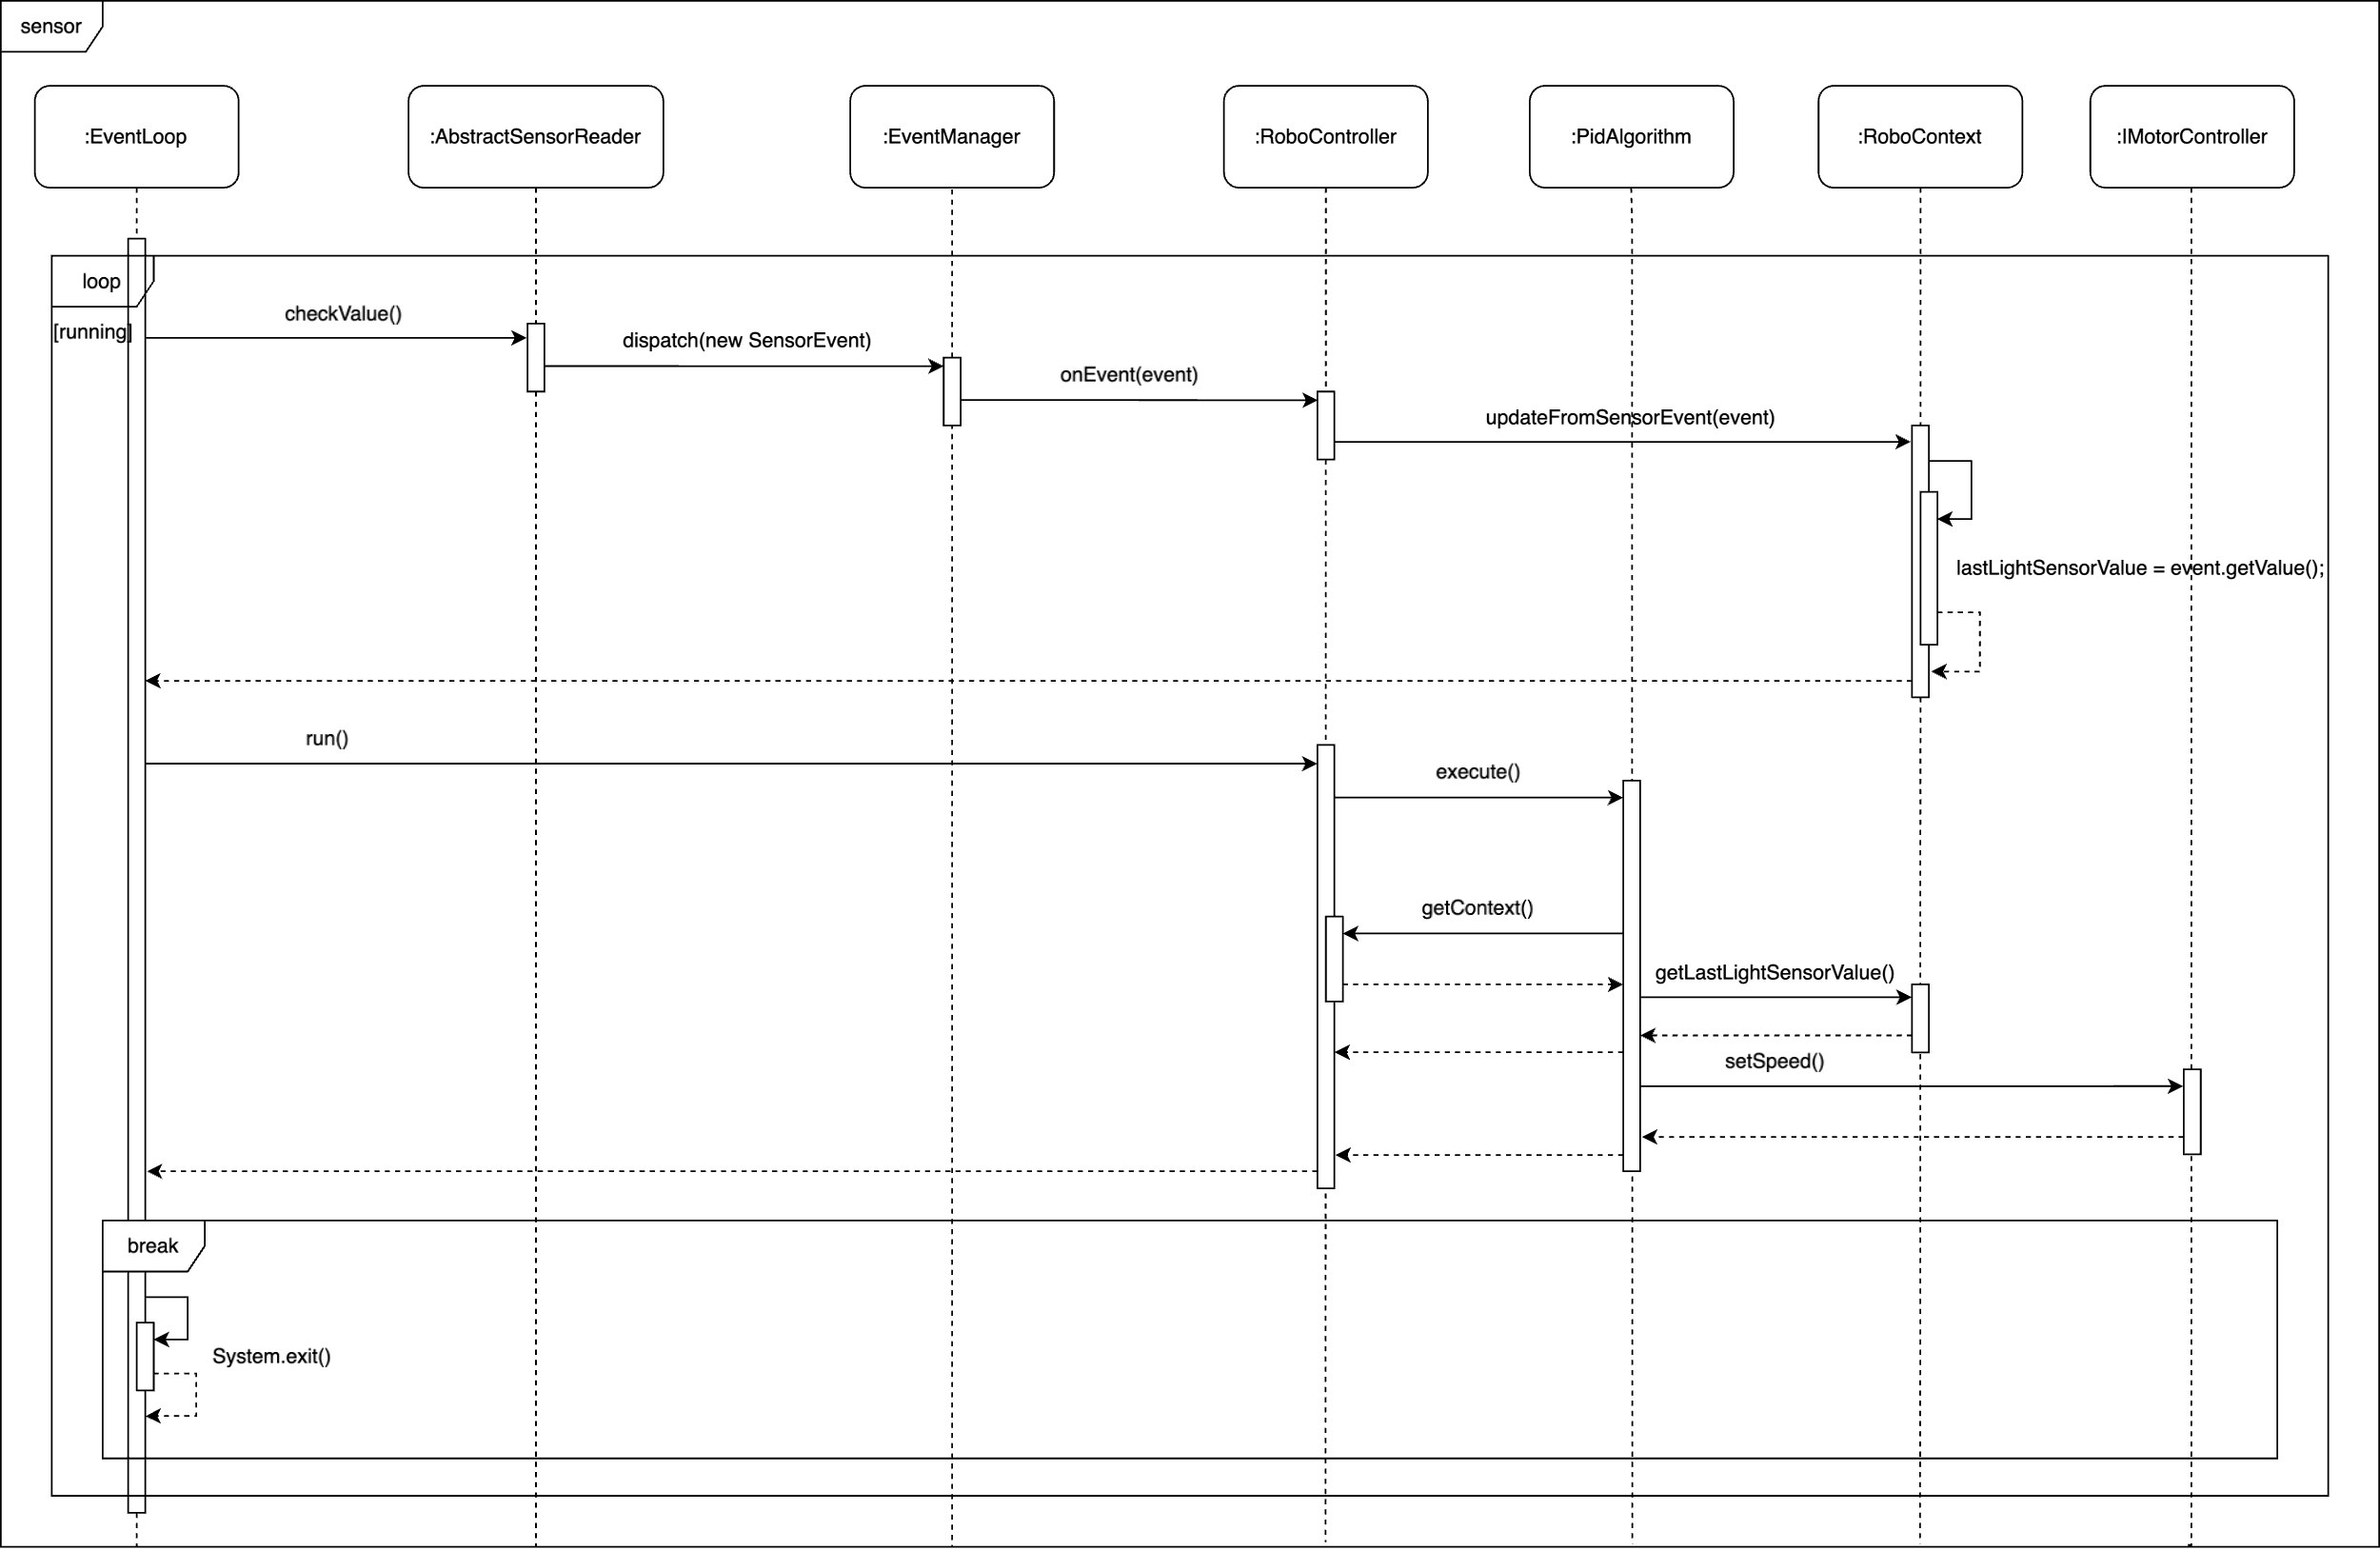 sensor
:EventLoop
:AbstractSensorReader
:EventManager
:RoboController
:PidAlgorithm
:RoboContext
:IMotorController
loop
[running]
checkValue()
dispatch(new SensorEvent)
onEvent(event)
updateFromSensorEvent(event)
lastLightSensorValue = event.getValue();
run()
execute()
getContext()
getLastLightSensorValue()
setSpeed()
break
System.exit()